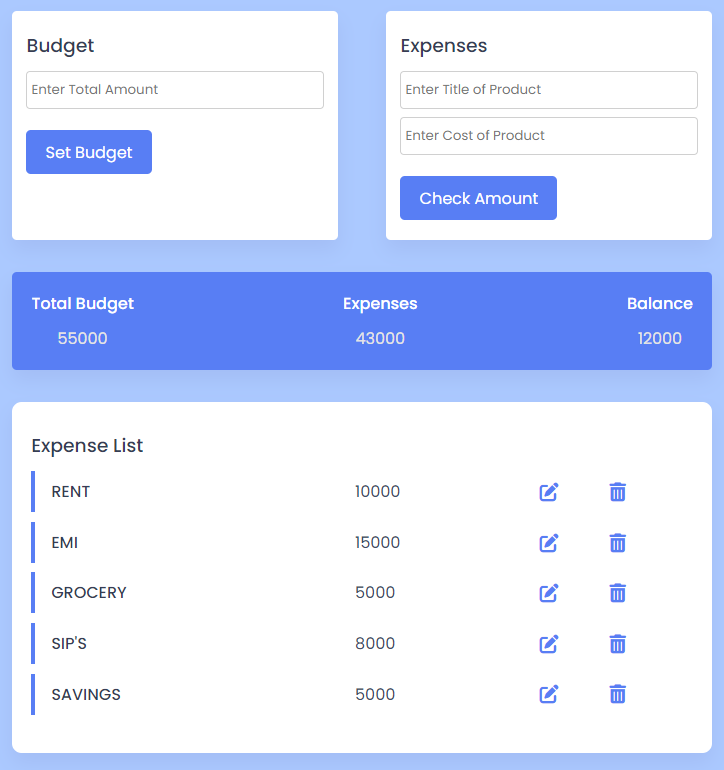 Budget
Enter Total Amount
Set Budget
Expenses
Enter Title of Product
Enter Cost of Product
Check Amount
Total Budget Expenses Balance
55000 43000 12000
Expense List
RENT 10000
EMI 15000
GROCERY 5000
SIP'S 8000
SAVINGS 5000